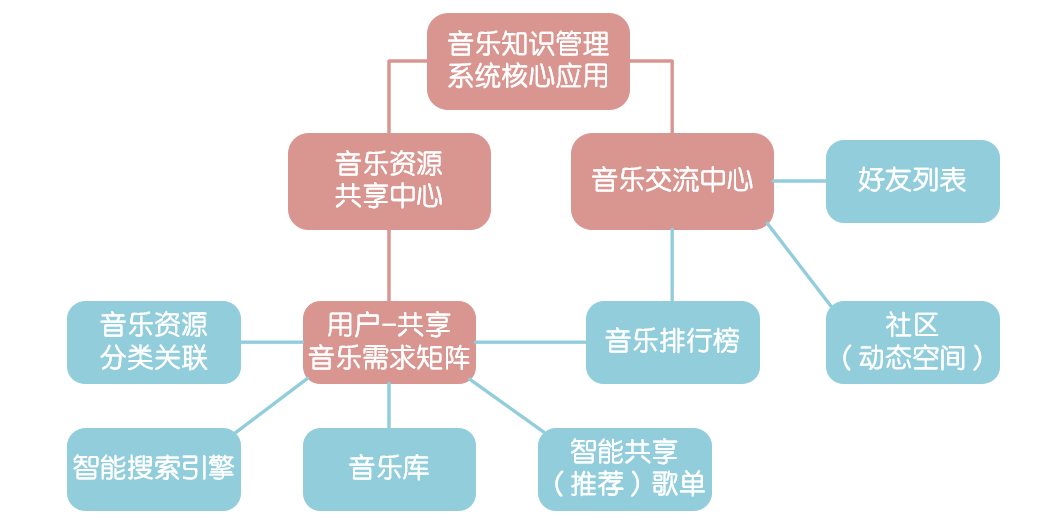 音乐知识管理
系统核心应用
音乐资源
共享中心
音乐交流中心
好友列表
音乐资源
分类关联
用户-共享
音乐需求矩阵
音乐排行榜
社区
（动态空间）
智能搜索引擎
音乐库
智能共享
（推荐）歌单